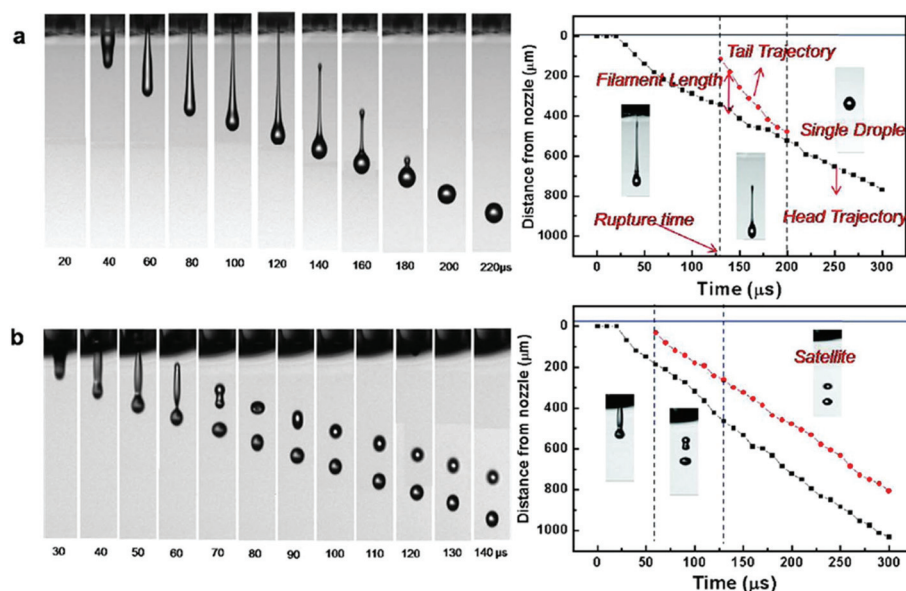 a
20 40 60 80 100 120 140 160 180 200 220µs
0
200
400
600
800
1000
Distance from nozzle (µm)
Tail Trajectory
Filament Length
Single Drople
Head Trajectory
Rupture time
0 50 100 150 200 250 300
Time (µs)
b
30 40 50 60 70 80 90 100 110 120 130 140 µs
0
200
400
600
800
1000
Distance from nozzle (µm)
Satellite
0 50 100 150 200 250 300
Time (µs)